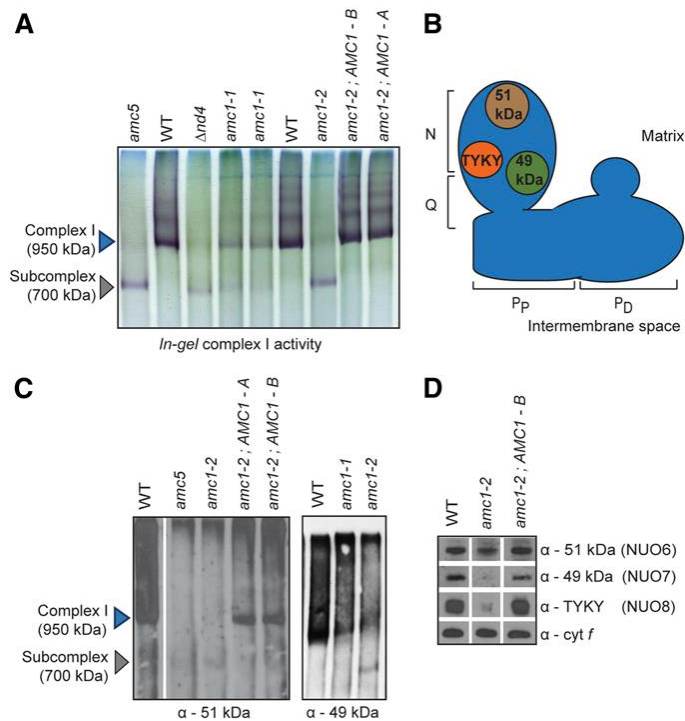 A
amc5
WT
Δnd4
amc1-1
amc1-1
WT
amc1-2
amc1-2 ; AMC1 - B
amc1-2 ; AMC1 - A
Complex I
(950 kDa)
Subcomplex
(700 kDa)
In-gel complex I activity
B
51
kDa
TYKY
49
kDa
N
Q
Matrix
PP
PD
Intermembrane space
C
WT
amc5
amc1-2
amc1-2 ; AMC1 - A
amc1-2 ; AMC1 - B
WT
amc1-1
amc1-2
Complex I
(950 kDa)
Subcomplex
(700 kDa)
α - 51 kDa
α - 49 kDa
D
WT
amc1-2
amc1-2 ; AMC1 - B
α - 51 kDa (NUO6)
α - 49 kDa (NUO7)
α - TYKY (NUO8)
α - cyt f